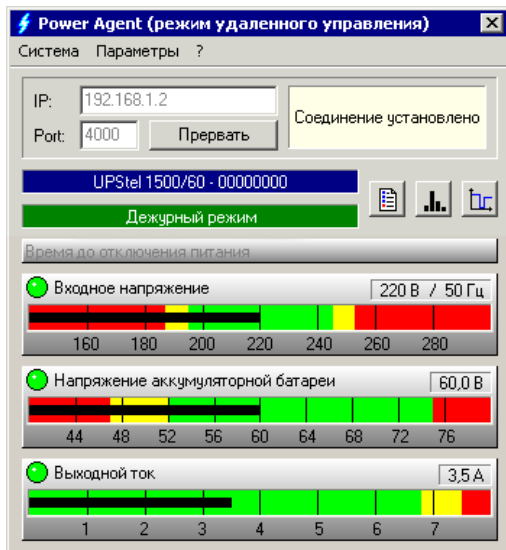 Power Agent (режим удаленного управления)
Система Параметры ?
IP: 192.168.1.2
Соединение установлено
Port: 4000 Прервать
UPStel 1500/60 - 00000000
Дежурный режим
Время до отключения питания
Входное напряжение 220 В / 50 Гц
160 180 200 220 240 260 280
Напряжение аккумуляторной батареи 60,0 В
44 48 52 56 60 64 68 72 76
Выходной ток 3,5 А
1 2 3 4 5 6 7